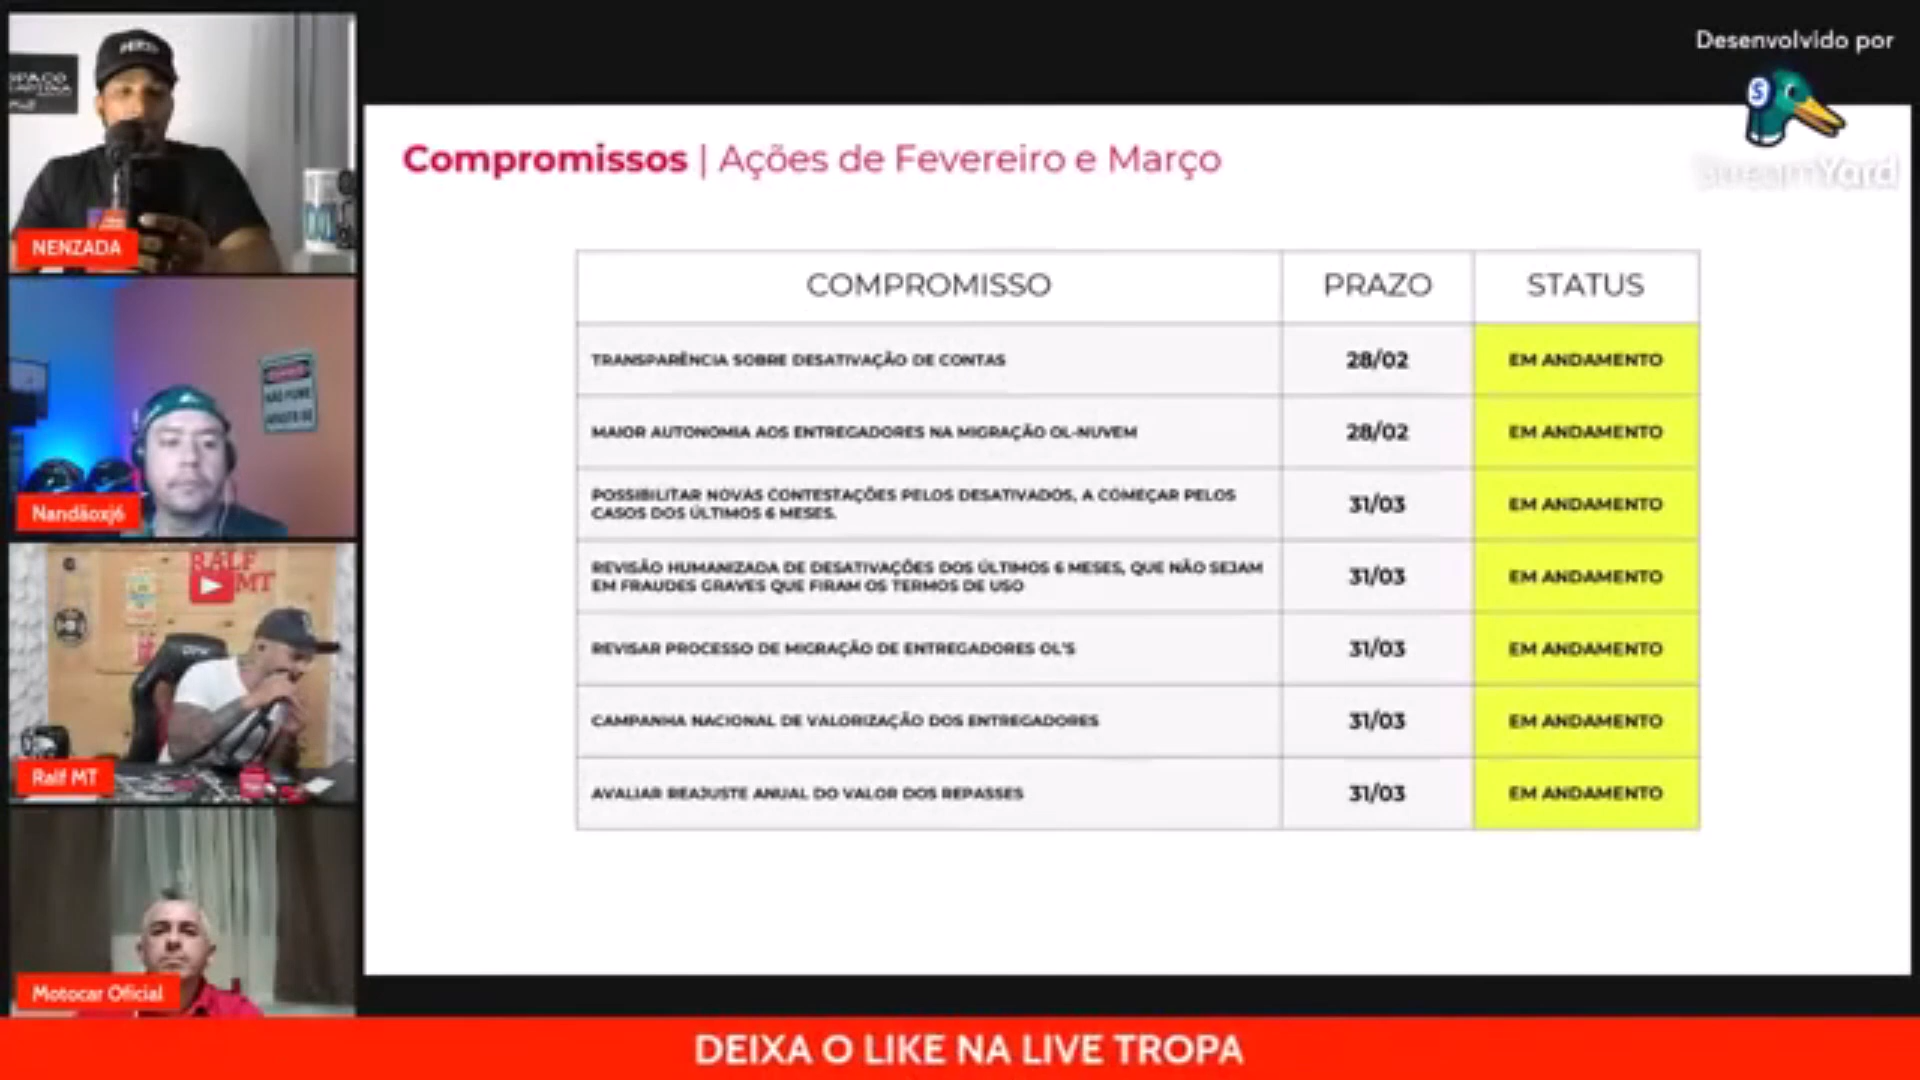 Desenvolvido por
StreamYard
Compromissos | Ações de Fevereiro e Março
COMPROMISSO PRAZO STATUS
TRANSPARÊNCIA SOBRE DESATIVAÇÃO DE CONTAS 28/02 EM ANDAMENTO
MAIOR AUTONOMIA AOS ENTREGADORES NA MIGRAÇÃO OL-NUVEM 28/02 EM ANDAMENTO
POSSIBILITAR NOVAS CONTESTAÇÕES PELOS DESATIVADOS, A COMEÇAR PELOS
CASOS DOS ÚLTIMOS 6 MESES. 31/03 EM ANDAMENTO
REVISÃO HUMANIZADA DE DESATIVAÇÕES DOS ÚLTIMOS 6 MESES, QUE NÃO SEJAM
EM FRAUDES GRAVES QUE FIRAM OS TERMOS DE USO 31/03 EM ANDAMENTO
REVISAR PROCESSO DE MIGRAÇÃO DE ENTREGADORES OL'S 31/03 EM ANDAMENTO
CAMPANHA NACIONAL DE VALORIZAÇÃO DOS ENTREGADORES 31/03 EM ANDAMENTO
AVALIAR REAJUSTE ANUAL DO VALOR DOS REPASSES 31/03 EM ANDAMENTO
NENZADA
Nandãoxj6
RALF
MT
Ralf MT
Motocar Oficial
DEIXA O LIKE NA LIVE TROPA